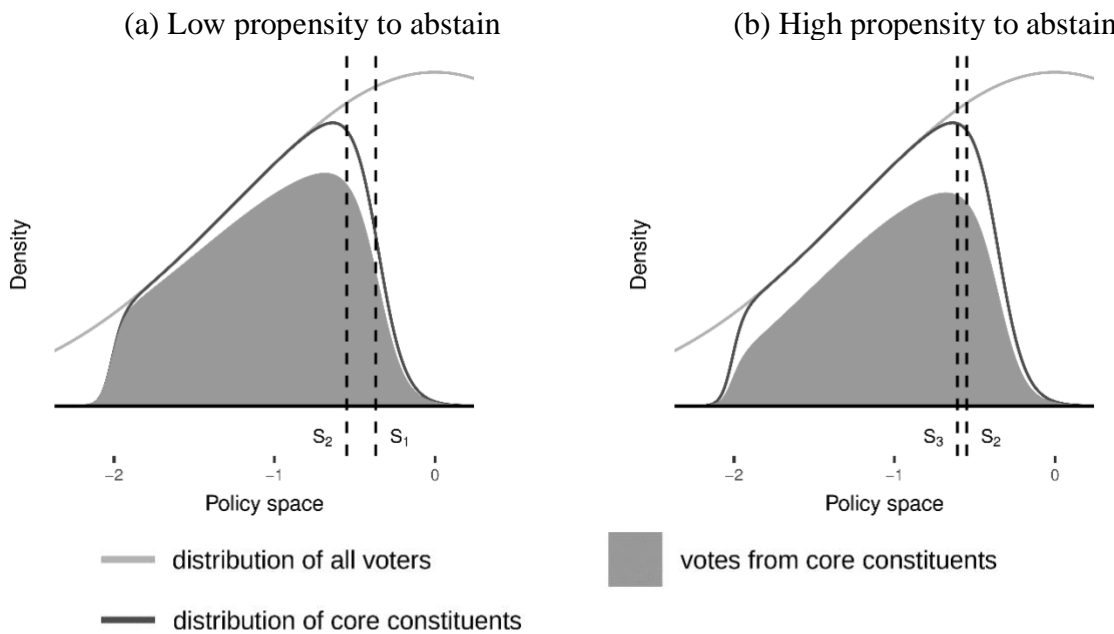 (a) Low propensity to abstain
(b) High propensity to abstain
Density
S₂ S₁
-2 -1 0
Policy space
Density
S₃ S₂
-2 -1 0
Policy space
distribution of all voters
votes from core constituents
distribution of core constituents